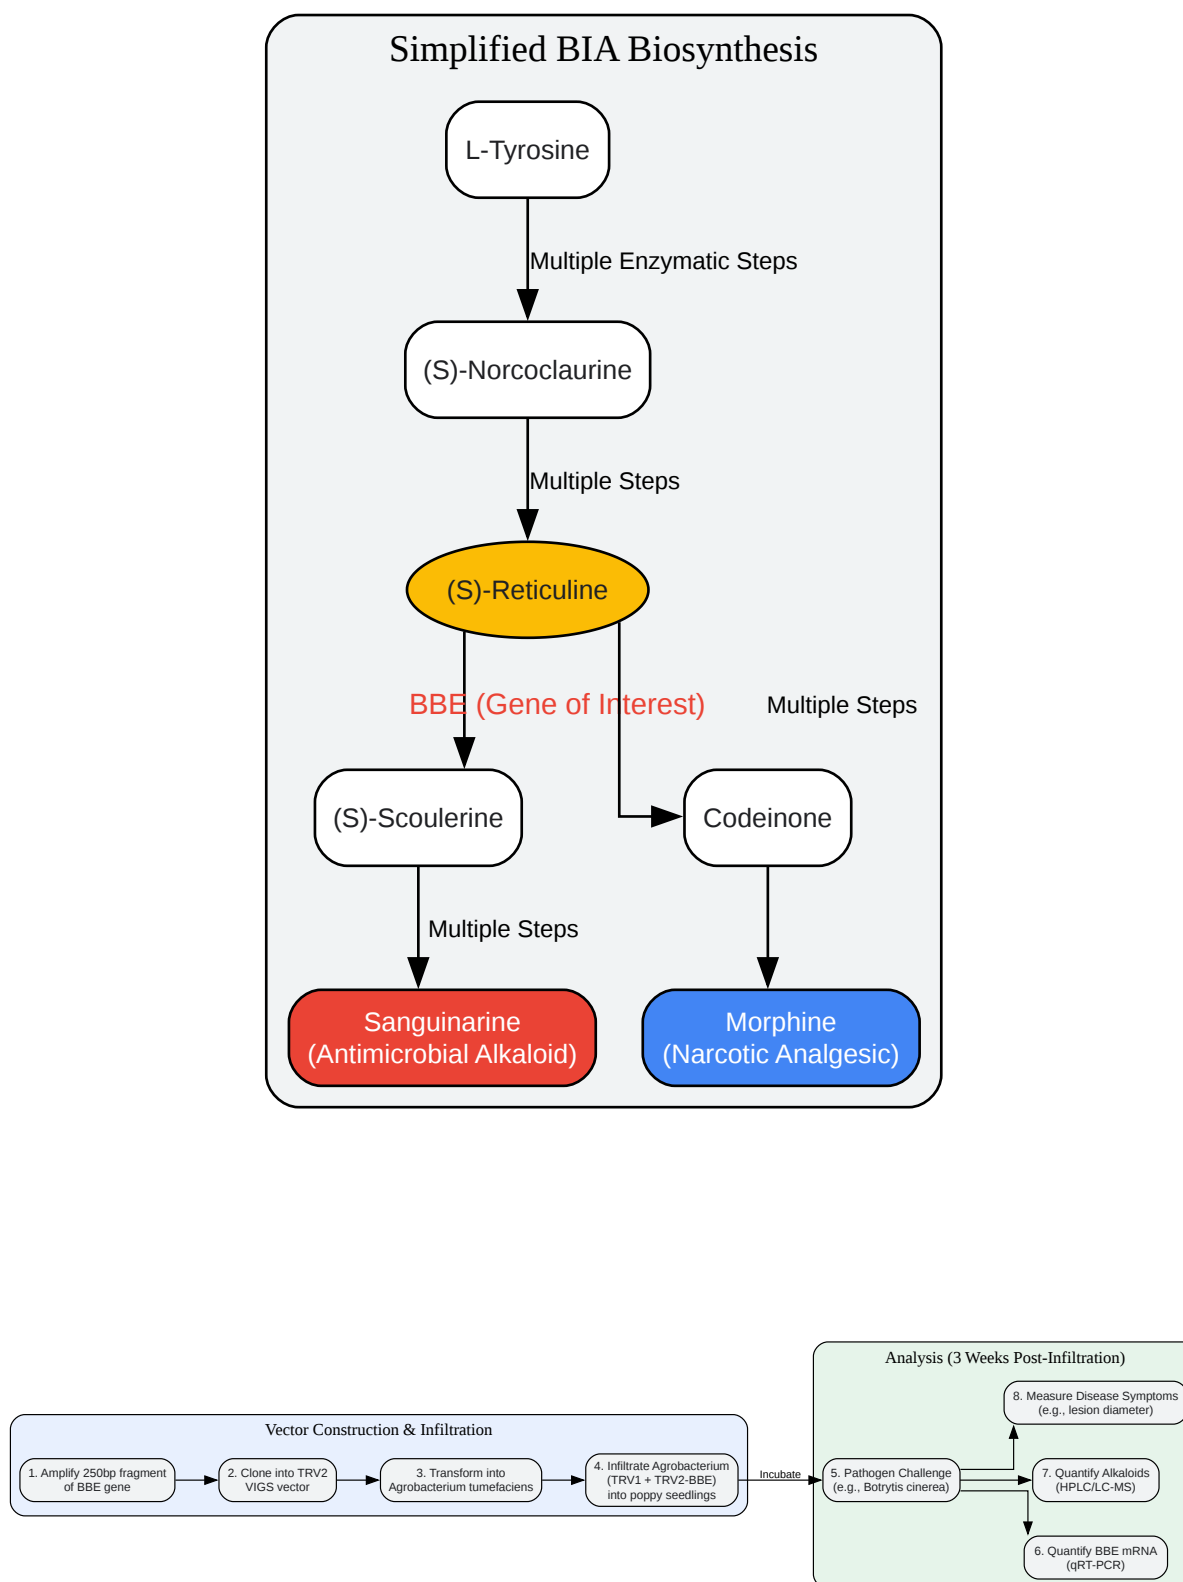 Simplified BIA Biosynthesis
L-Tyrosine
Multiple Enzymatic Steps
(S)-Norcoclaurine
Multiple Steps
(S)-Reticuline
BBE (Gene of Interest)
Multiple Steps
(S)-Scoulerine
Codeinone
Multiple Steps
Sanguinarine
(Antimicrobial Alkaloid)
Morphine
(Narcotic Analgesic)
Vector Construction & Infiltration
1. Amplify 250bp fragment
of BBE gene
2. Clone into TRV2
VIGS vector
3. Transform into
Agrobacterium tumefaciens
4. Infiltrate Agrobacterium
(TRV1 + TRV2-BBE)
into poppy seedlings
Incubate
Analysis (3 Weeks Post-Infiltration)
5. Pathogen Challenge
(e.g., Botrytis cinerea)
8. Measure Disease Symptoms
(e.g., lesion diameter)
7. Quantify Alkaloids
(HPLC/LC-MS)
6. Quantify BBE mRNA
(qRT-PCR)